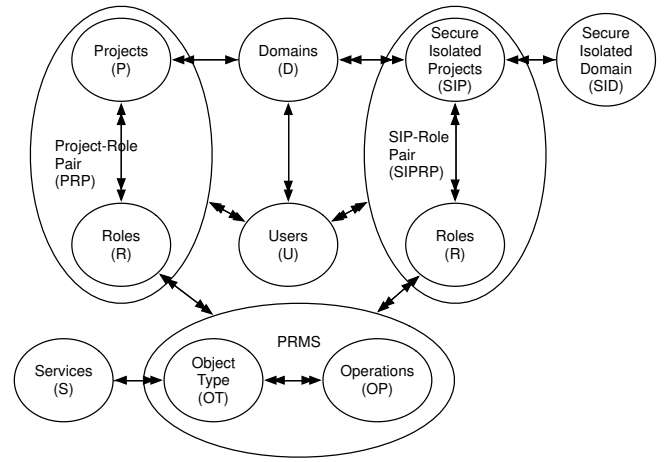 Projects
(P)
Domains
(D)
Secure
Isolated
Projects
(SIP)
Secure
Isolated
Domain
(SID)
Project-Role
Pair
(PRP)
SIP-Role
Pair
(SIPRP)
Roles
(R)
Users
(U)
Roles
(R)
PRMS
Services
(S)
Object
Type
(OT)
Operations
(OP)